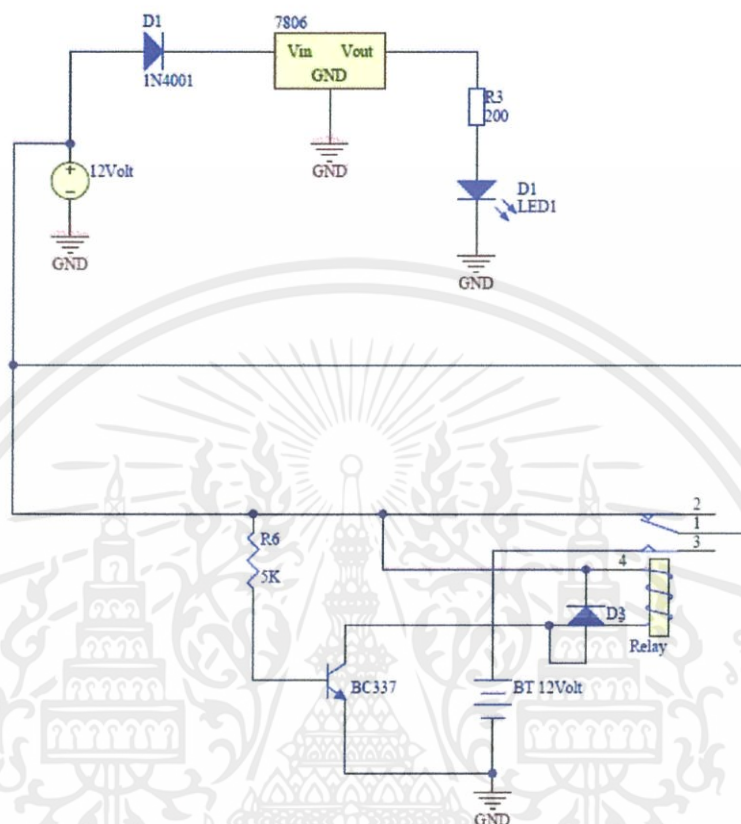 D1
1N4001
7806
Vin Vout
GND
GND
R3
200
12Volt
GND
D1
LED1
GND
R6
5K
BC337
2
1
3
4
D3
Relay
BT 12Volt
GND